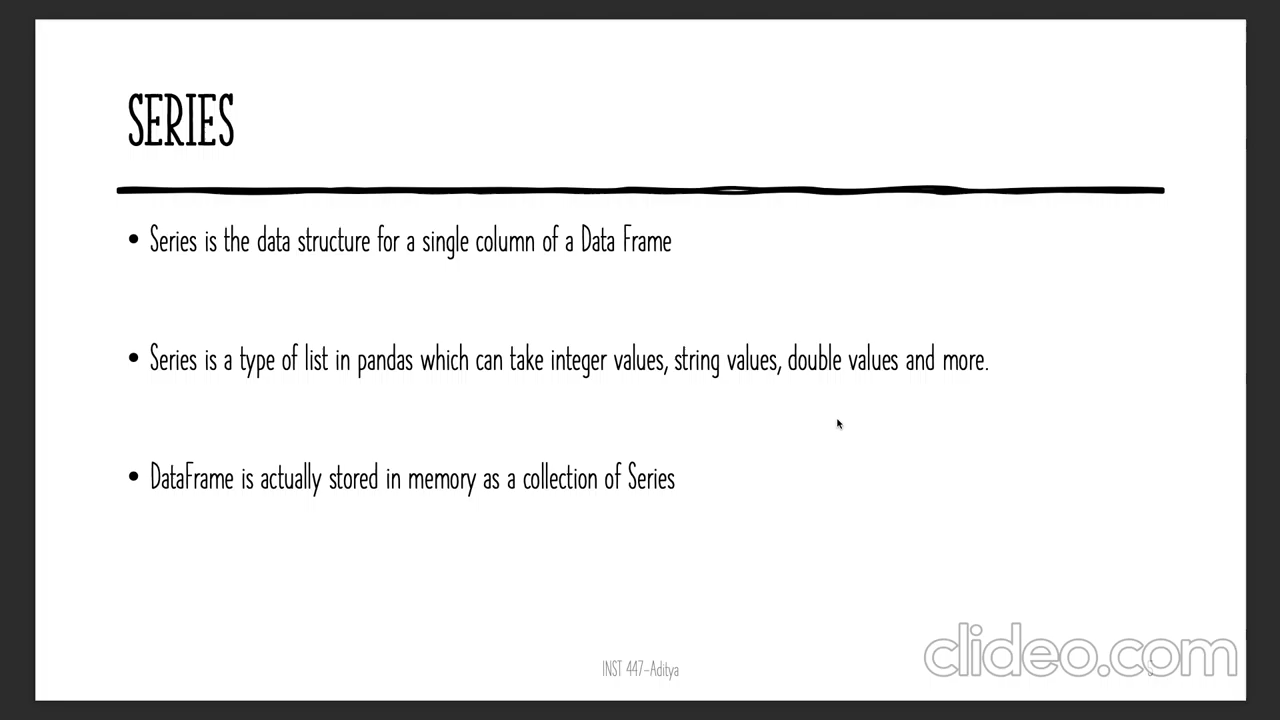 SERIES
• Series is the data structure for a single column of a Data Frame
• Series is a type of list in pandas which can take integer values, string values, double values and more.
• DataFrame is actually stored in memory as a collection of Series
INST 447-Aditya
clideo.com